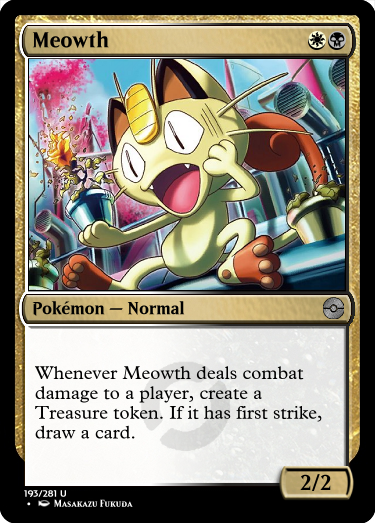 Meowth
Pokémon — Normal
Whenever Meowth deals combat
damage to a player, create a
Treasure token. If it has first strike,
draw a card.
2/2
193/281 U
• Masakazu Fukuda